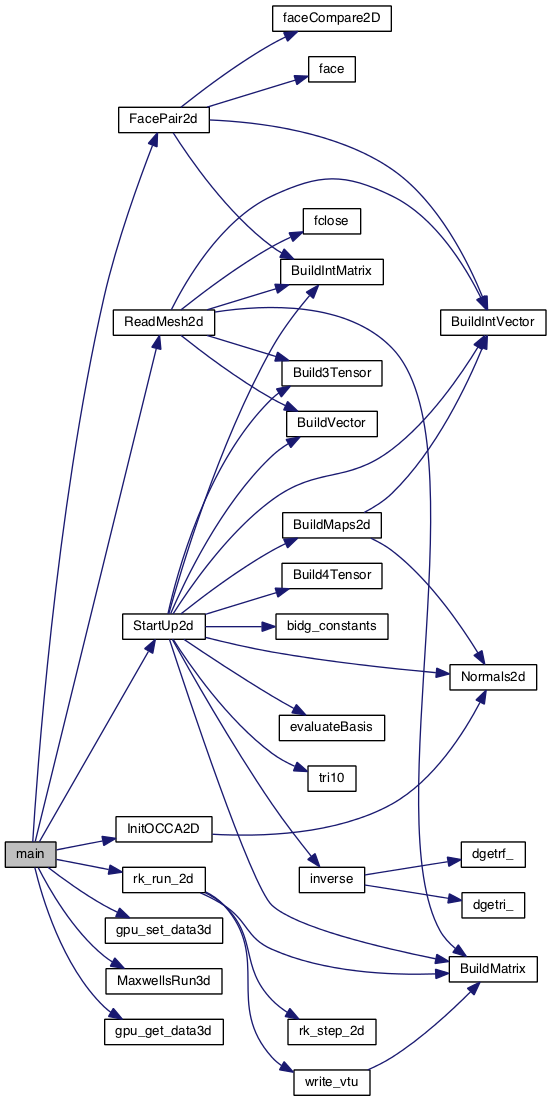 faceCompare2D
face
FacePair2d
fclose
BuildIntMatrix
ReadMesh2d
BuildIntVector
Build3Tensor
BuildVector
BuildMaps2d
Build4Tensor
StartUp2d
bidg_constants
Normals2d
evaluateBasis
tri10
InitOCCA2D
main
dgetrf_
rk_run_2d
inverse
dgetri_
gpu_set_data3d
BuildMatrix
MaxwellsRun3d
gpu_get_data3d
rk_step_2d
write_vtu